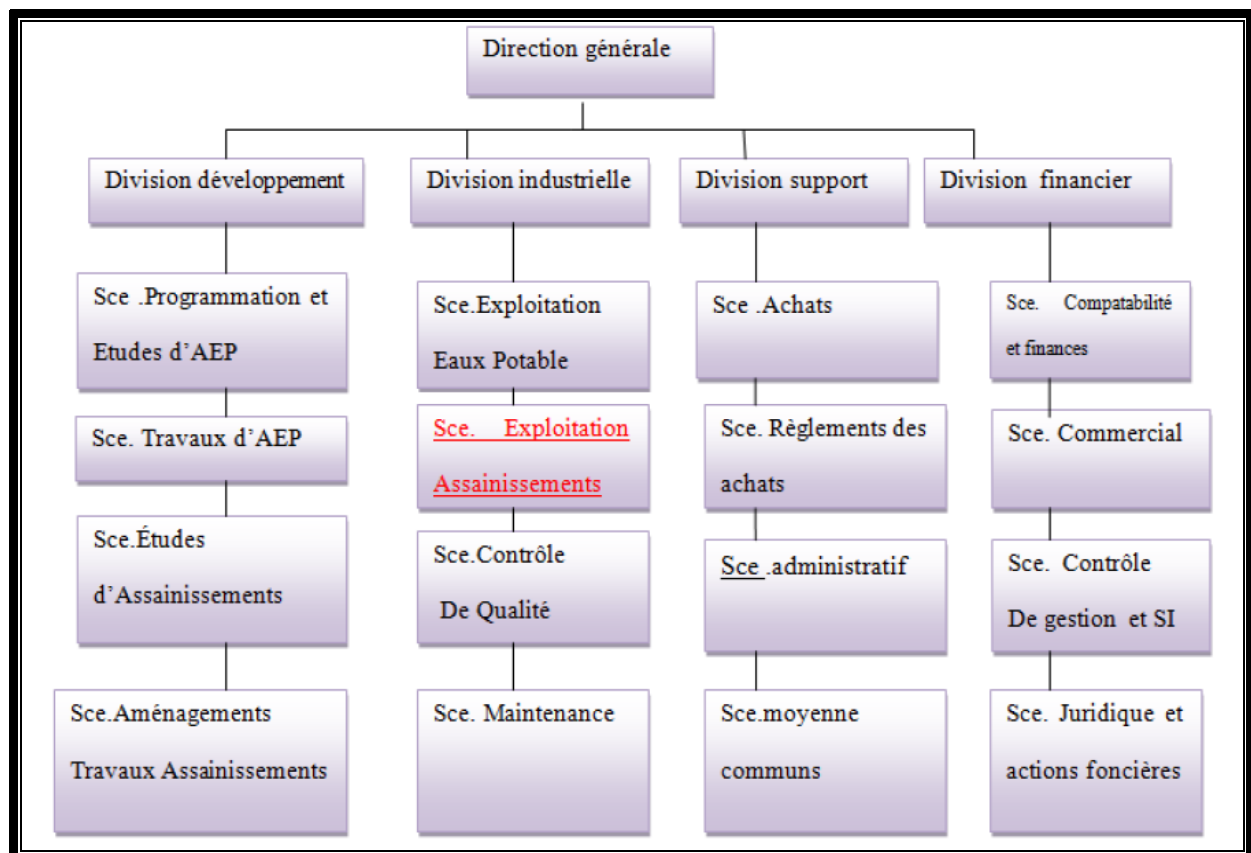 Direction générale
Division développement
Division industrielle
Division support
Division financier
Sce .Programmation et
Etudes d’AEP
Sce. Travaux d’AEP
Sce.Études
d’Assainissements
Sce.Aménagements
Travaux Assainissements
Sce.Exploitation
Eaux Potable
Sce. Exploitation
Assainissements
Sce.Contrôle
De Qualité
Sce. Maintenance
Sce .Achats
Sce. Règlements des
achats
Sce .administratif
Sce.moyenne
communs
Sce. Compatabilité
et finances
Sce. Commercial
Sce. Contrôle
De gestion et SI
Sce. Juridique et
actions foncières